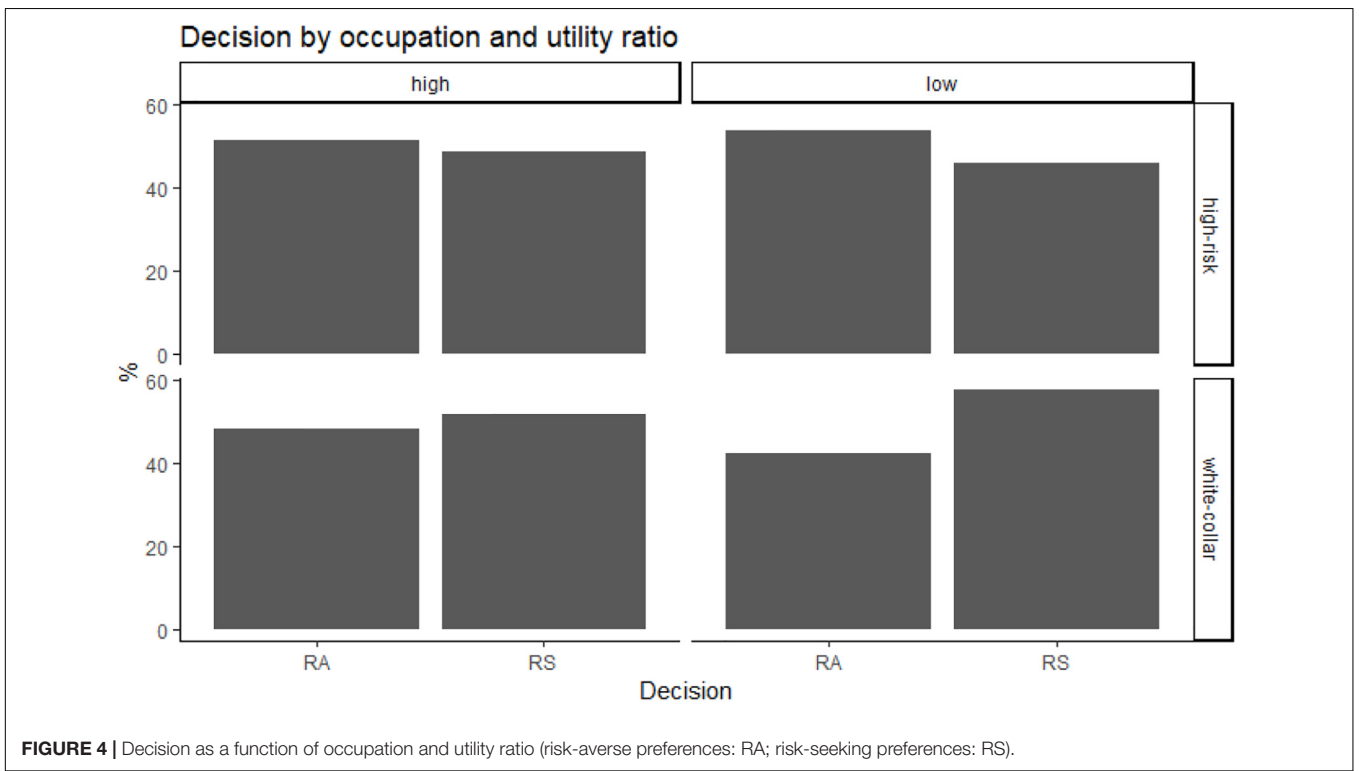 Decision by occupation and utility ratio
high
low
60
40
20
0
high-risk
%
60
40
20
0
white-collar
RA
RS
RA
RS
Decision
FIGURE 4 | Decision as a function of occupation and utility ratio (risk-averse preferences: RA; risk-seeking preferences: RS).